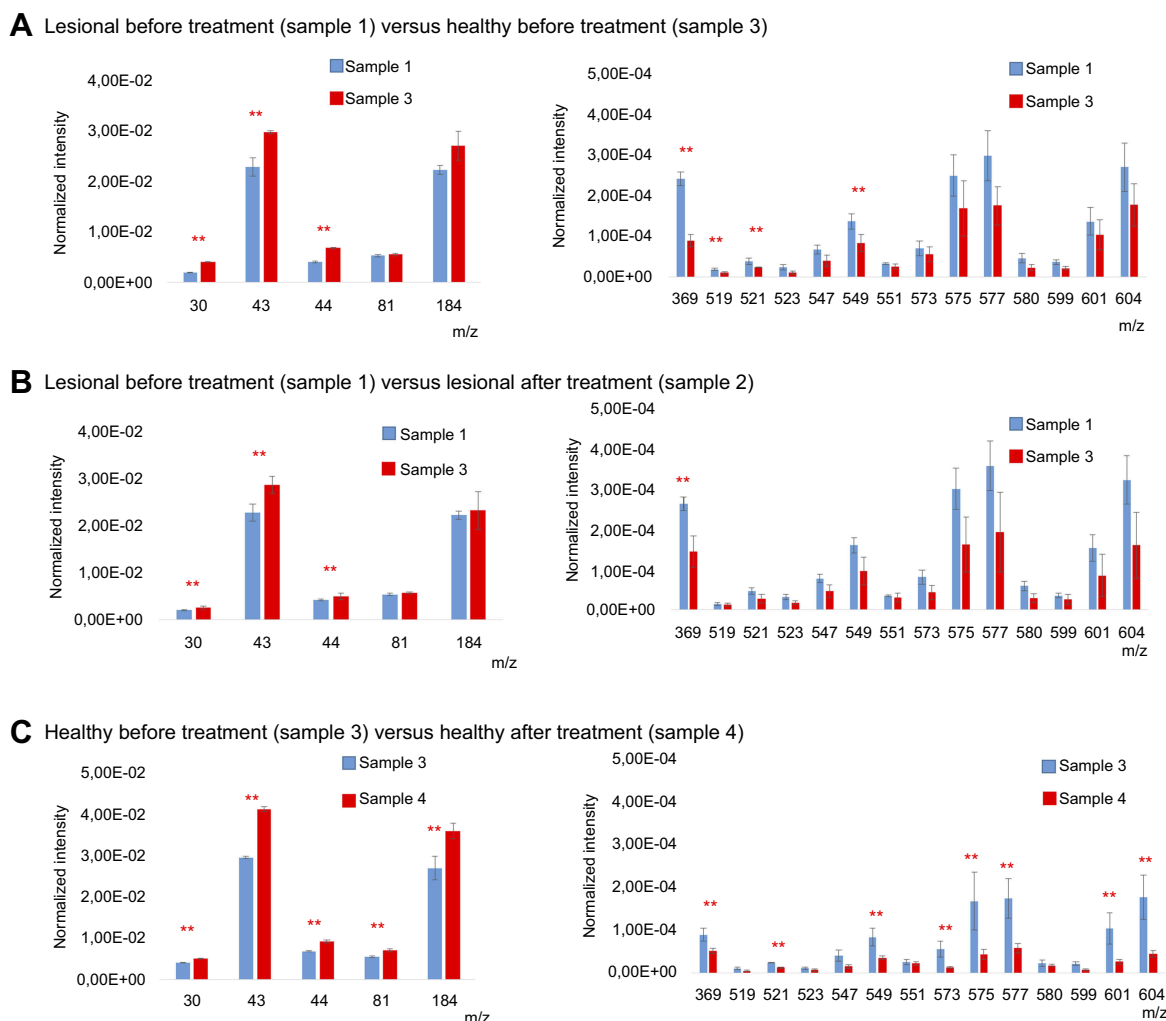 A Lesional before treatment (sample 1) versus healthy before treatment (sample 3)
Normalized intensity
4,00E-02
3,00E-02
2,00E-02
1,00E-02
0,00E+00
Sample 1
Sample 3
** ** **
30 43 44 81 184
m/z
Normalized intensity
5,00E-04
4,00E-04
3,00E-04
2,00E-04
1,00E-04
0,00E+00
Sample 1
Sample 3
** ** ** **
369 519 521 523 547 549 551 573 575 577 580 599 601 604
m/z
B Lesional before treatment (sample 1) versus lesional after treatment (sample 2)
Normalized intensity
4,00E-02
3,00E-02
2,00E-02
1,00E-02
0,00E+00
Sample 1
Sample 3
** ** **
30 43 44 81 184
m/z
Normalized intensity
5,00E-04
4,00E-04
3,00E-04
2,00E-04
1,00E-04
0,00E+00
Sample 1
Sample 3
**
369 519 521 523 547 549 551 573 575 577 580 599 601 604
m/z
C Healthy before treatment (sample 3) versus healthy after treatment (sample 4)
Normalized intensity
5,00E-02
4,00E-02
3,00E-02
2,00E-02
1,00E-02
0,00E+00
Sample 3
Sample 4
** ** ** ** **
30 43 44 81 184
m/z
Normalized intensity
5,00E-04
4,00E-04
3,00E-04
2,00E-04
1,00E-04
0,00E+00
Sample 3
Sample 4
** ** ** ** ** ** ** **
369 519 521 523 547 549 551 573 575 577 580 599 601 604
m/z